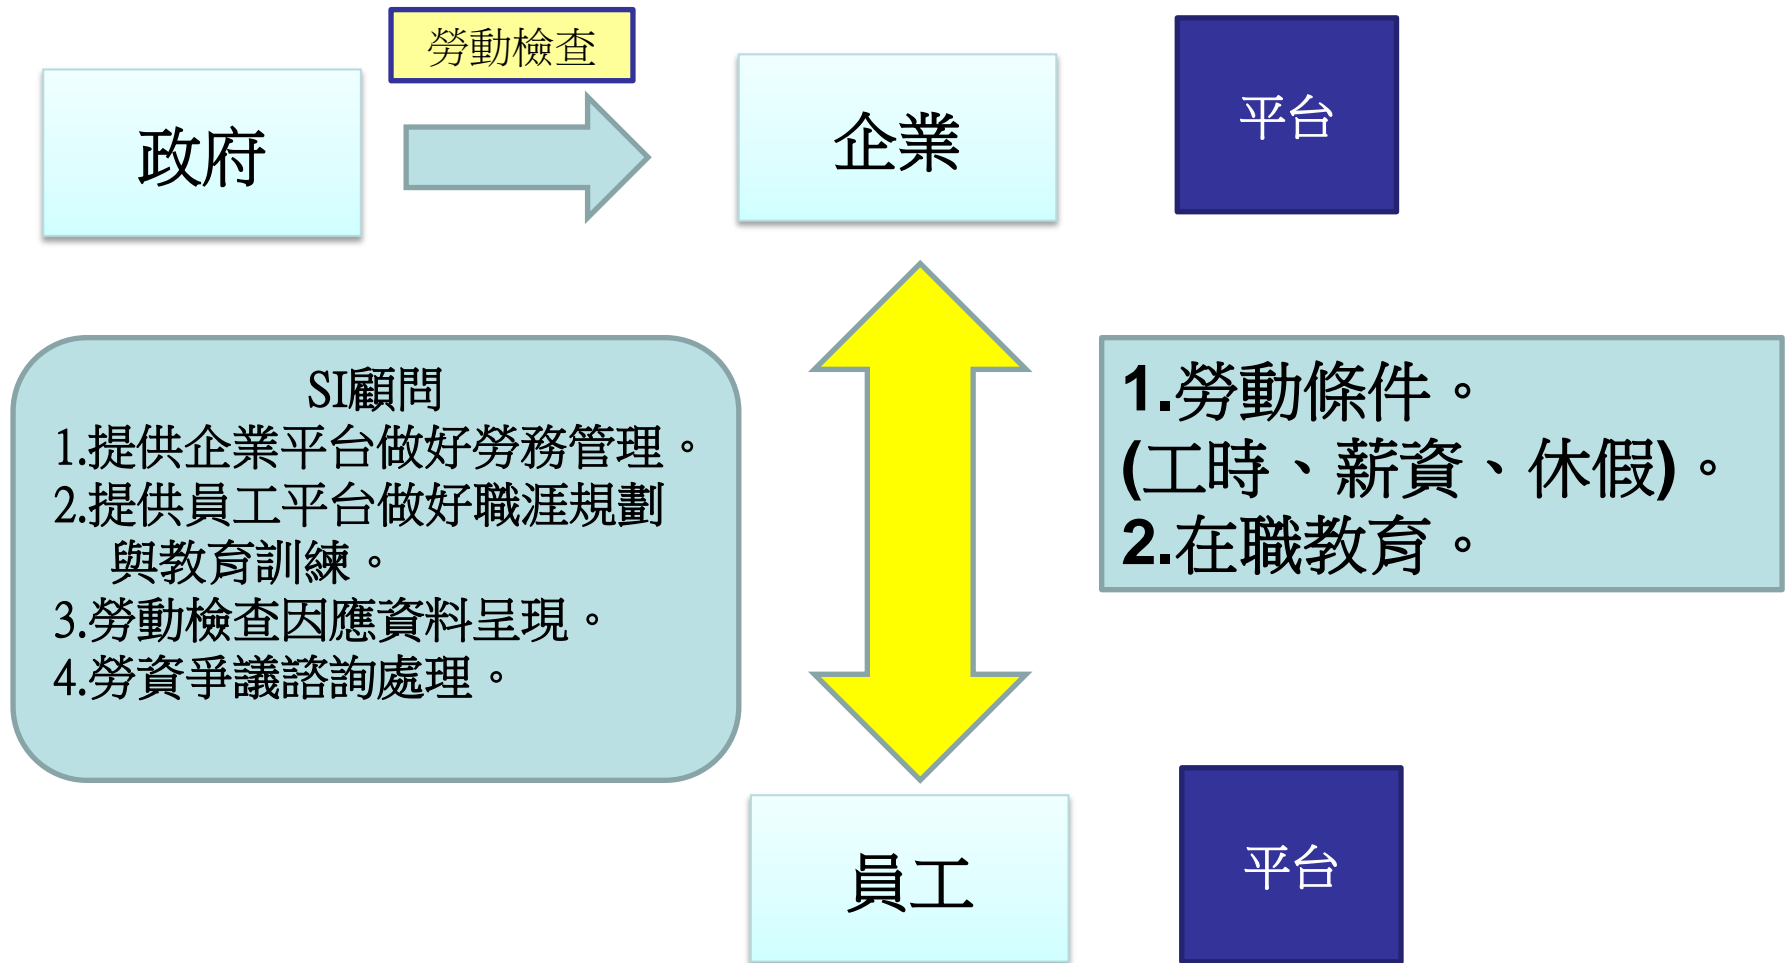 勞動檢查
政府
企業
平台
SI顧問
1.提供企業平台做好勞務管理。
2.提供員工平台做好職涯規劃
與教育訓練。
3.勞動檢查因應資料呈現。
4.勞資爭議諮詢處理。
1.勞動條件。
(工時、薪資、休假)。
2.在職教育。
員工
平台